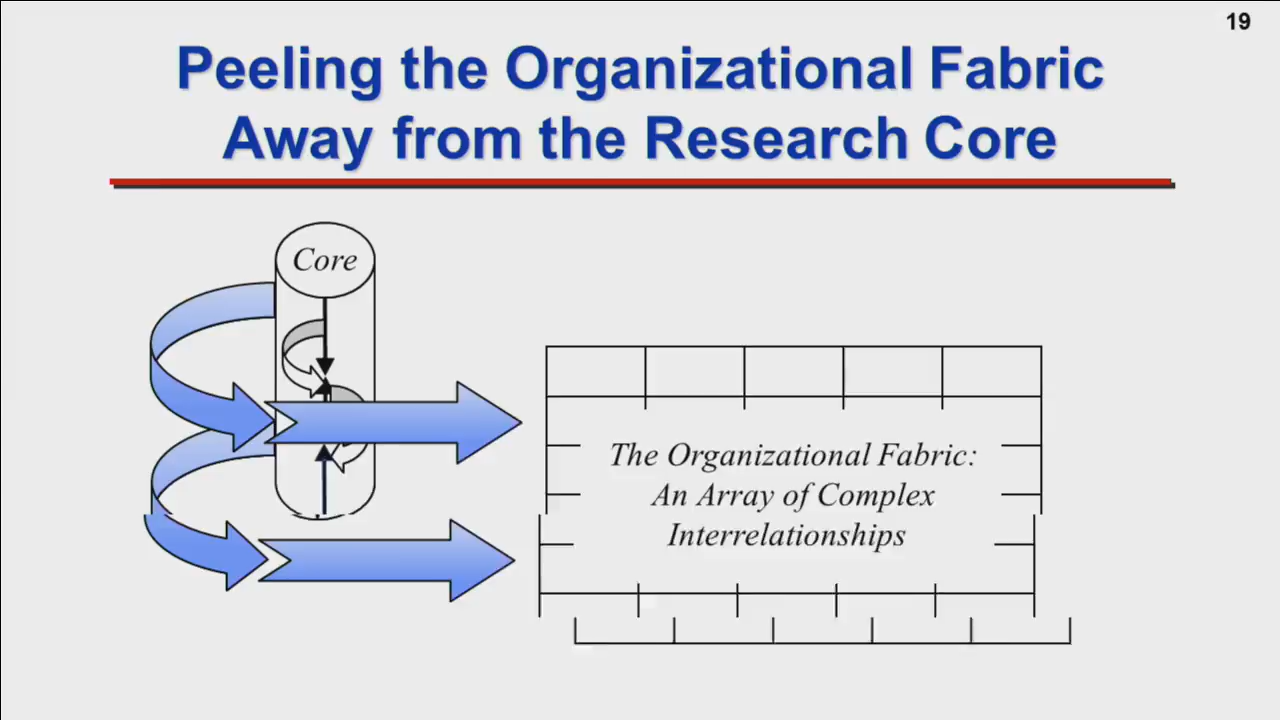 19
Peeling the Organizational Fabric
Away from the Research Core
Core
The Organizational Fabric:
An Array of Complex
Interrelationships